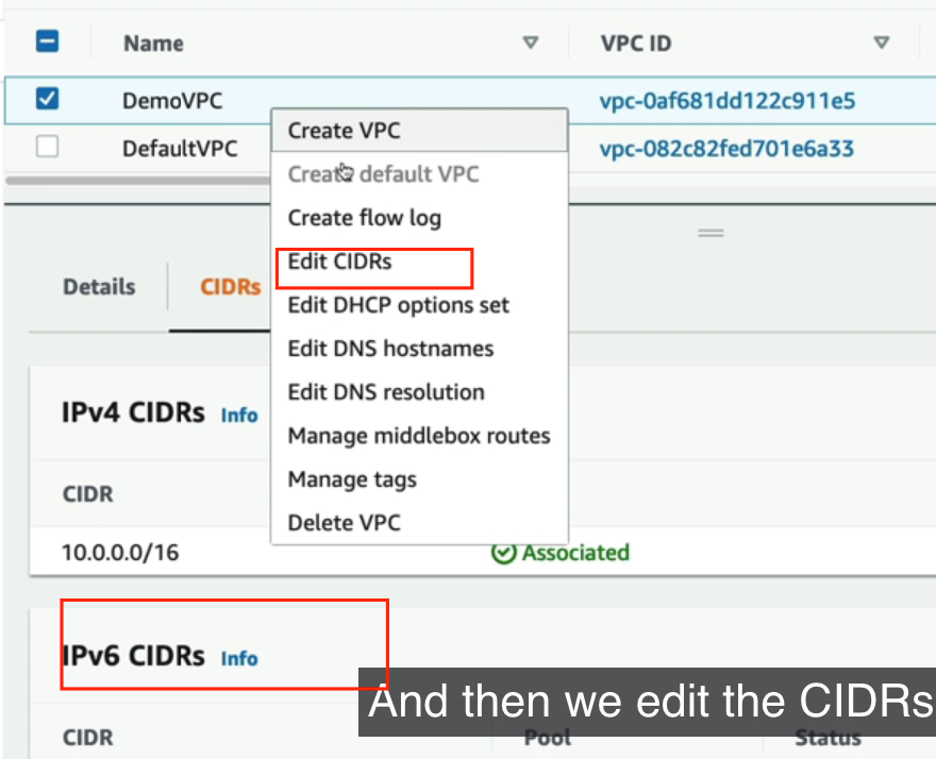 Name VPC ID
DemoVPC vpc-0af681dd122c911e5
DefaultVPC vpc-082c82fed701e6a33
Create VPC
Create default VPC
Create flow log
Edit CIDRs
Edit DHCP options set
Edit DNS hostnames
Edit DNS resolution
Manage middlebox routes
Manage tags
Delete VPC
Details CIDRs
IPv4 CIDRs Info
CIDR
10.0.0.0/16 Associated
IPv6 CIDRs Info
And then we edit the CIDRs
CIDR Pool Status